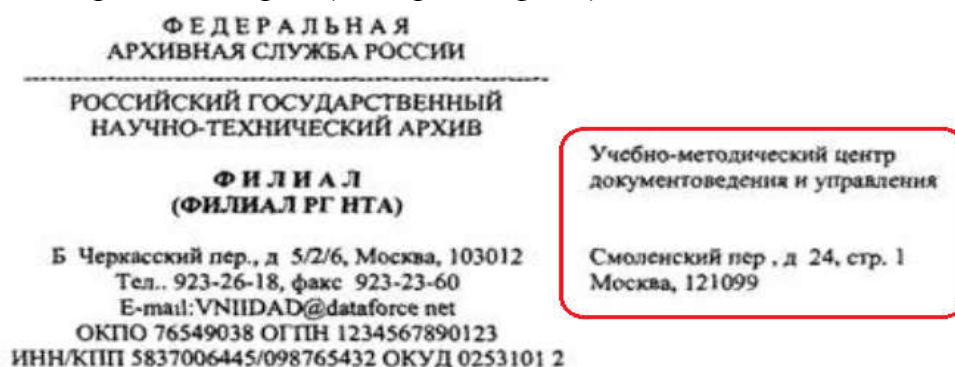 ФЕДЕРАЛЬНАЯ
АРХИВНАЯ СЛУЖБА РОССИИ
РОССИЙСКИЙ ГОСУДАРСТВЕННЫЙ
НАУЧНО-ТЕХНИЧЕСКИЙ АРХИВ
ФИЛИАЛ
(ФИЛИАЛ РГ НТА)
Б Черкасский пер., д 5/2/6, Москва, 103012
Тел.. 923-26-18, факс 923-23-60
E-mail:VNIIDAD@dataforce net
ОКПО 76549038 ОГПН 1234567890123
ИНН/КПП 5837006445/098765432 ОКУД 0253101 2
Учебно-методический центр
документоведения и управления
Смоленский пер , д 24, стр. 1
Москва, 121099